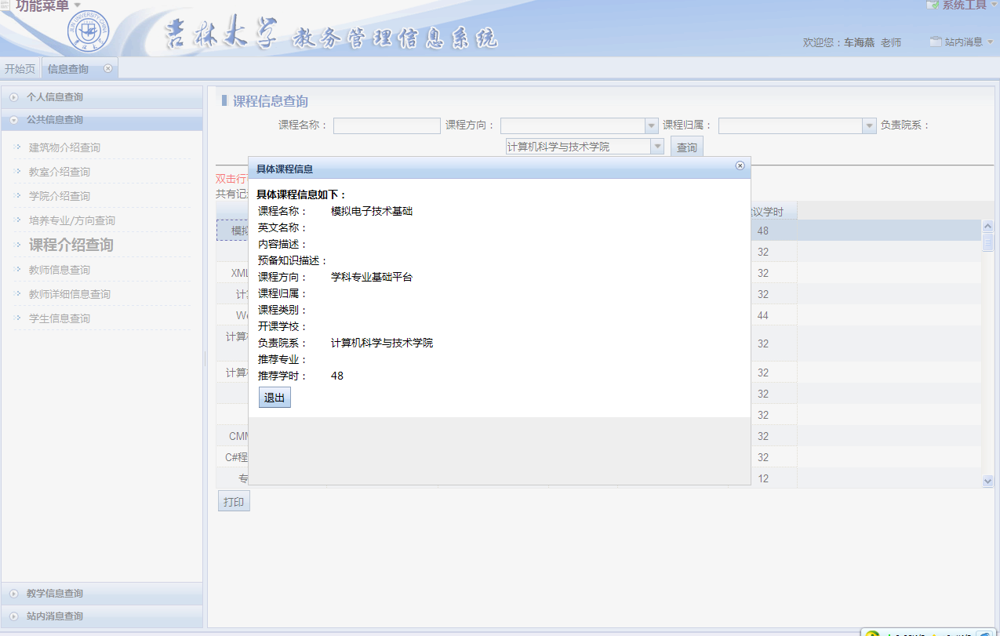 功能菜单
系统工具
吉林大学 教务管理信息系统
欢迎您：车海燕 老师
站内消息
开始页
信息查询
个人信息查询
公共信息查询
建筑物介绍查询
教室介绍查询
学院介绍查询
培养专业/方向查询
课程介绍查询
教师信息查询
教师详细信息查询
学生信息查询
教学信息查询
站内消息查询
课程信息查询
课程名称：
课程方向：
课程归属：
负责院系：
计算机科学与技术学院
查询
双击行
共有记
议学时
模拟
48
32
XML
32
计
32
We
44
计算机
32
计算机
32
32
32
CMM
32
C#程
32
专
12
打印
具体课程信息
具体课程信息如下：
课程名称： 模拟电子技术基础
英文名称：
内容描述：
预备知识描述：
课程方向： 学科专业基础平台
课程归属：
课程类别：
开课学校：
负责院系： 计算机科学与技术学院
推荐专业：
推荐学时： 48
退出